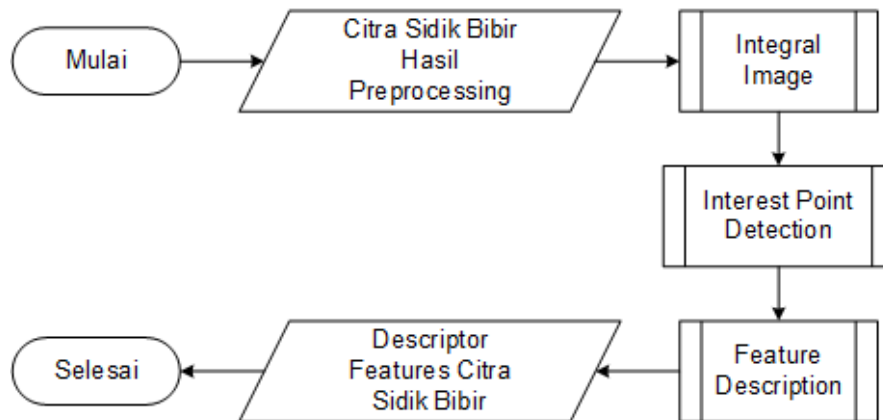 Mulai
Citra Sidik Bibir
Hasil
Preprocessing
Integral
Image
Interest Point
Detection
Feature
Description
Descriptor
Features Citra
Sidik Bibir
Selesai